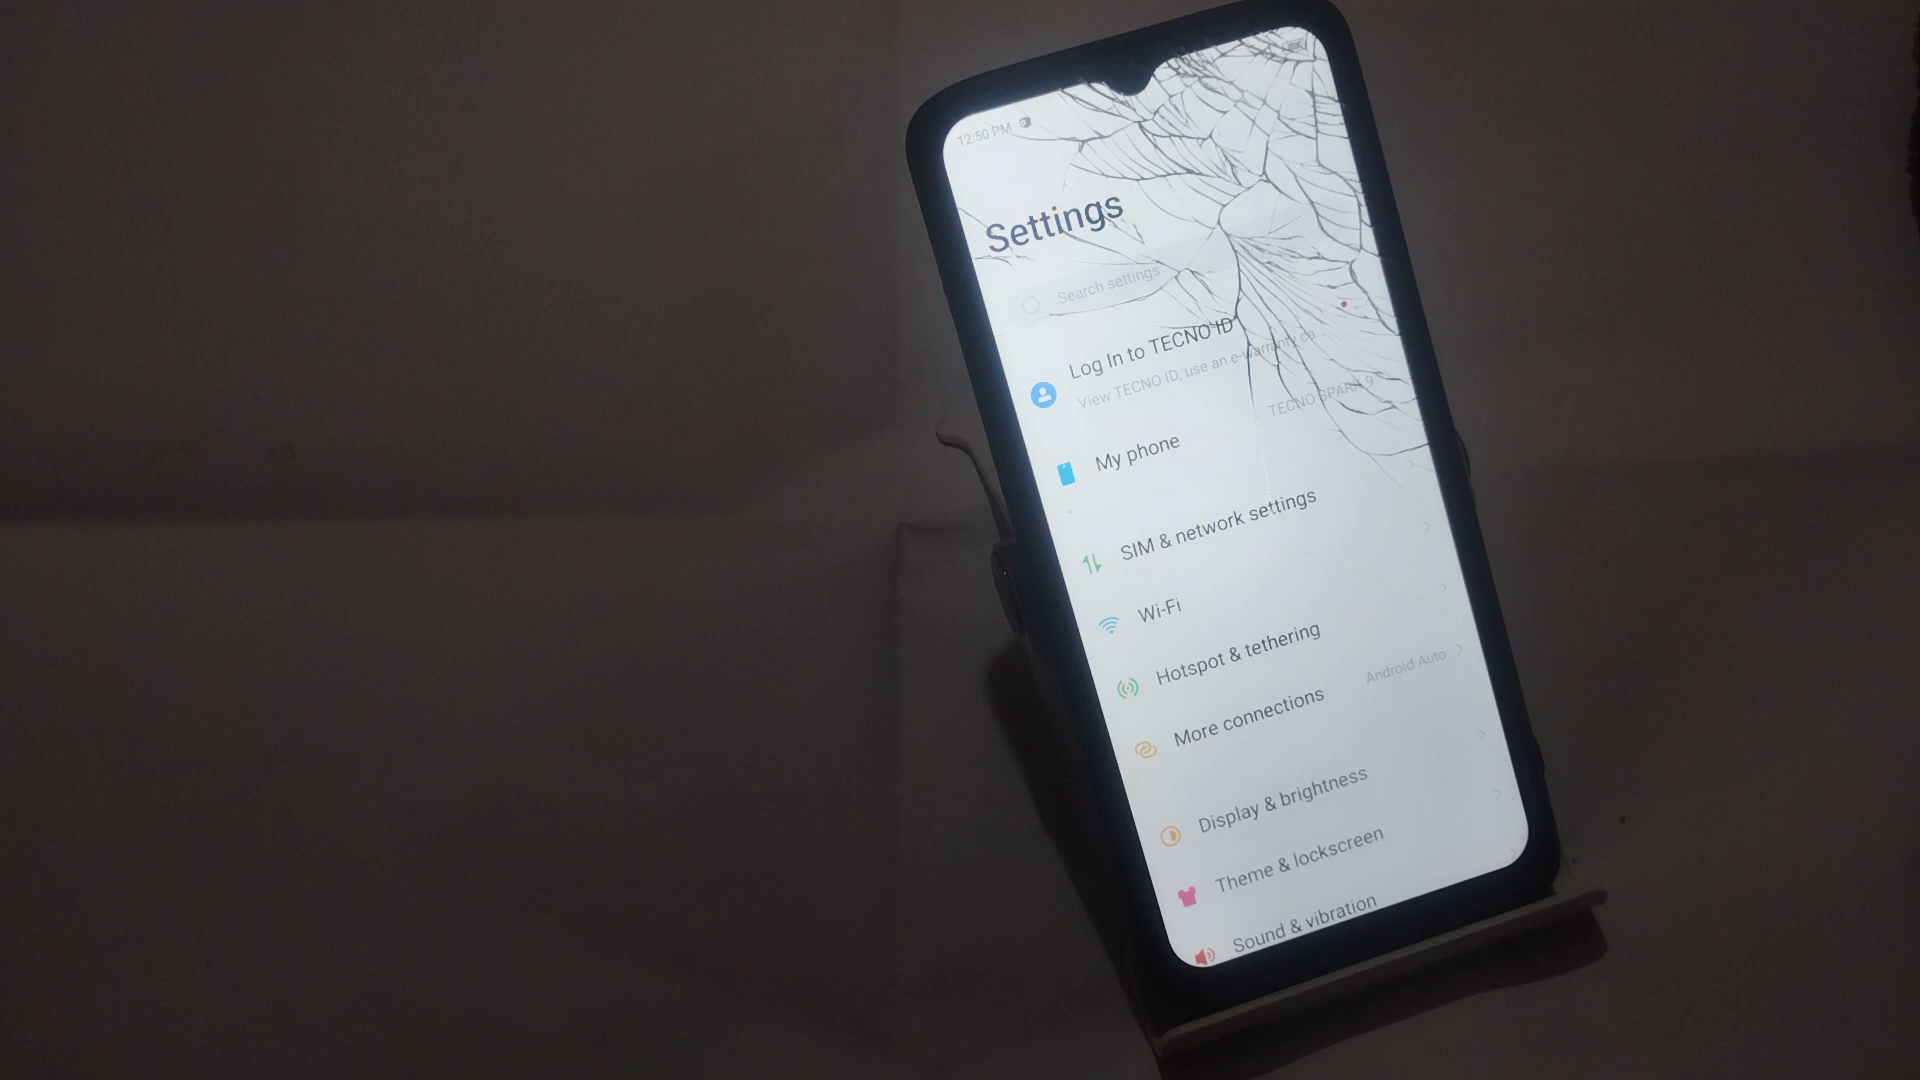 12:50 PM
Settings
Search settings
Log In to TECNO ID
View TECNO ID, use an e-warranty ca...
My phone
TECNO SPARK 9
SIM & network settings
Wi-Fi
Hotspot & tethering
More connections
Android Auto
Display & brightness
Theme & lockscreen
Sound & vibration